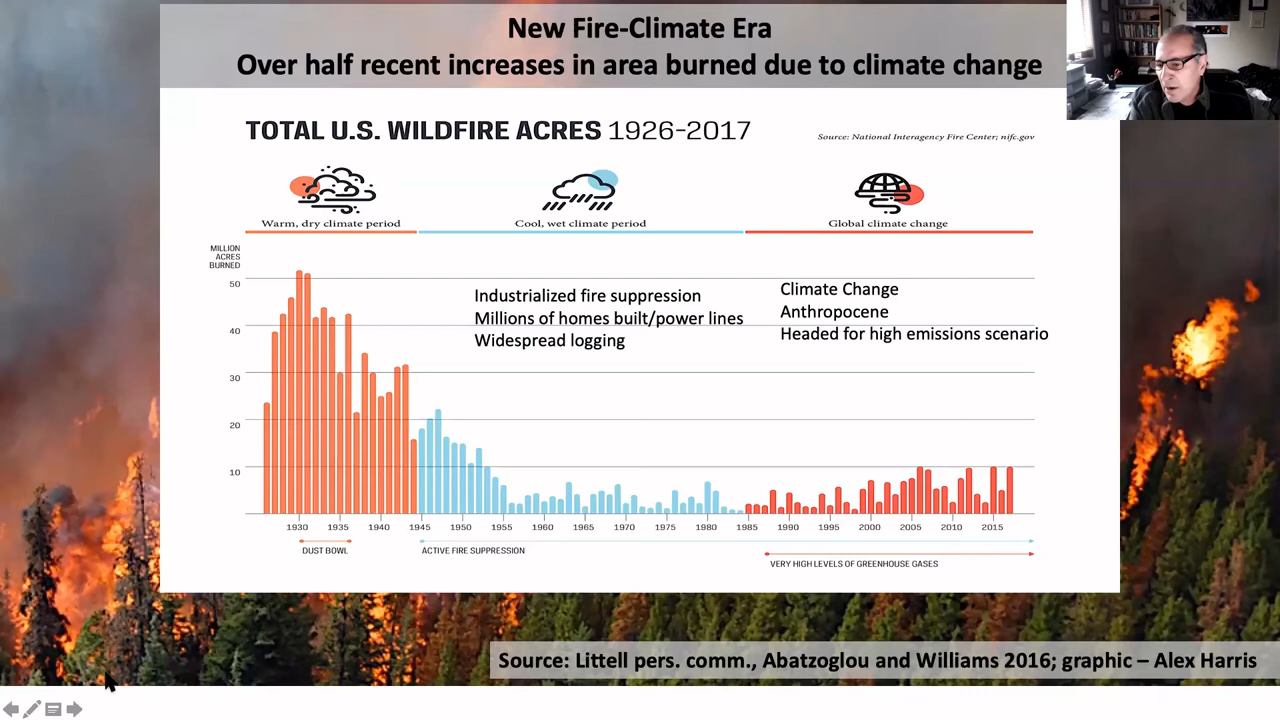 New Fire-Climate Era
Over half recent increases in area burned due to climate change
TOTAL U.S. WILDFIRE ACRES 1926-2017
Source: National Interagency Fire Center; nifc.gov
Warm, dry climate period
Cool, wet climate period
Global climate change
MILLION
ACRES
BURNED
50
40
30
20
10
Industrialized fire suppression
Millions of homes built/power lines
Widespread logging
Climate Change
Anthropocene
Headed for high emissions scenario
1930 1935 1940 1945 1950 1955 1960 1965 1970 1975 1980 1985 1990 1995 2000 2005 2010 2015
DUST BOWL
ACTIVE FIRE SUPPRESSION
VERY HIGH LEVELS OF GREENHOUSE GASES
Source: Littell pers. comm., Abatzoglou and Williams 2016; graphic – Alex Harris